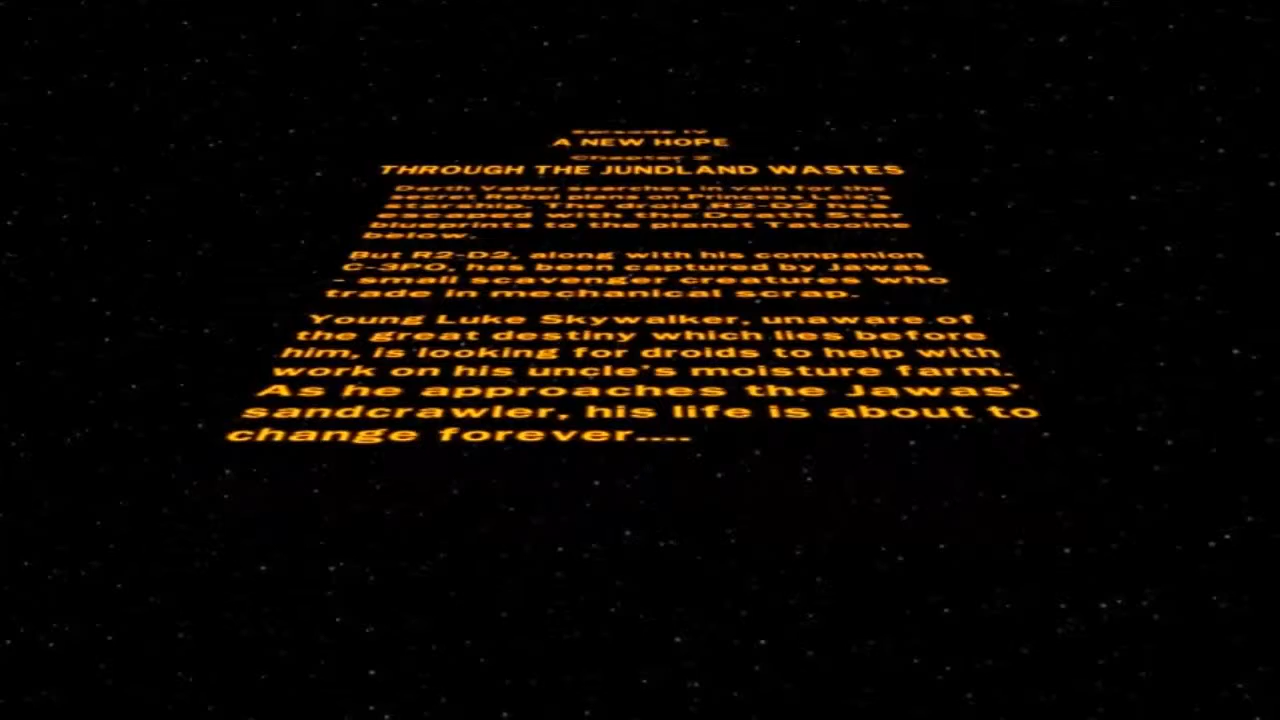 Episode IV
A NEW HOPE
Chapter 2
THROUGH THE JUNDLAND WASTES
Darth Vader searches in vain for the
secret Rebel plans on Princess Leia's
starship. The droid R2-D2 has
escaped with the Death Star
blueprints to the planet Tatooine
below.
But R2-D2, along with his companion
C-3PO, has been captured by Jawas
- small scavenger creatures who
trade in mechanical scrap.
Young Luke Skywalker, unaware of
the great destiny which lies before
him, is looking for droids to help with
work on his uncle's moisture farm.
As he approaches the Jawas'
sandcrawler, his life is about to
change forever....